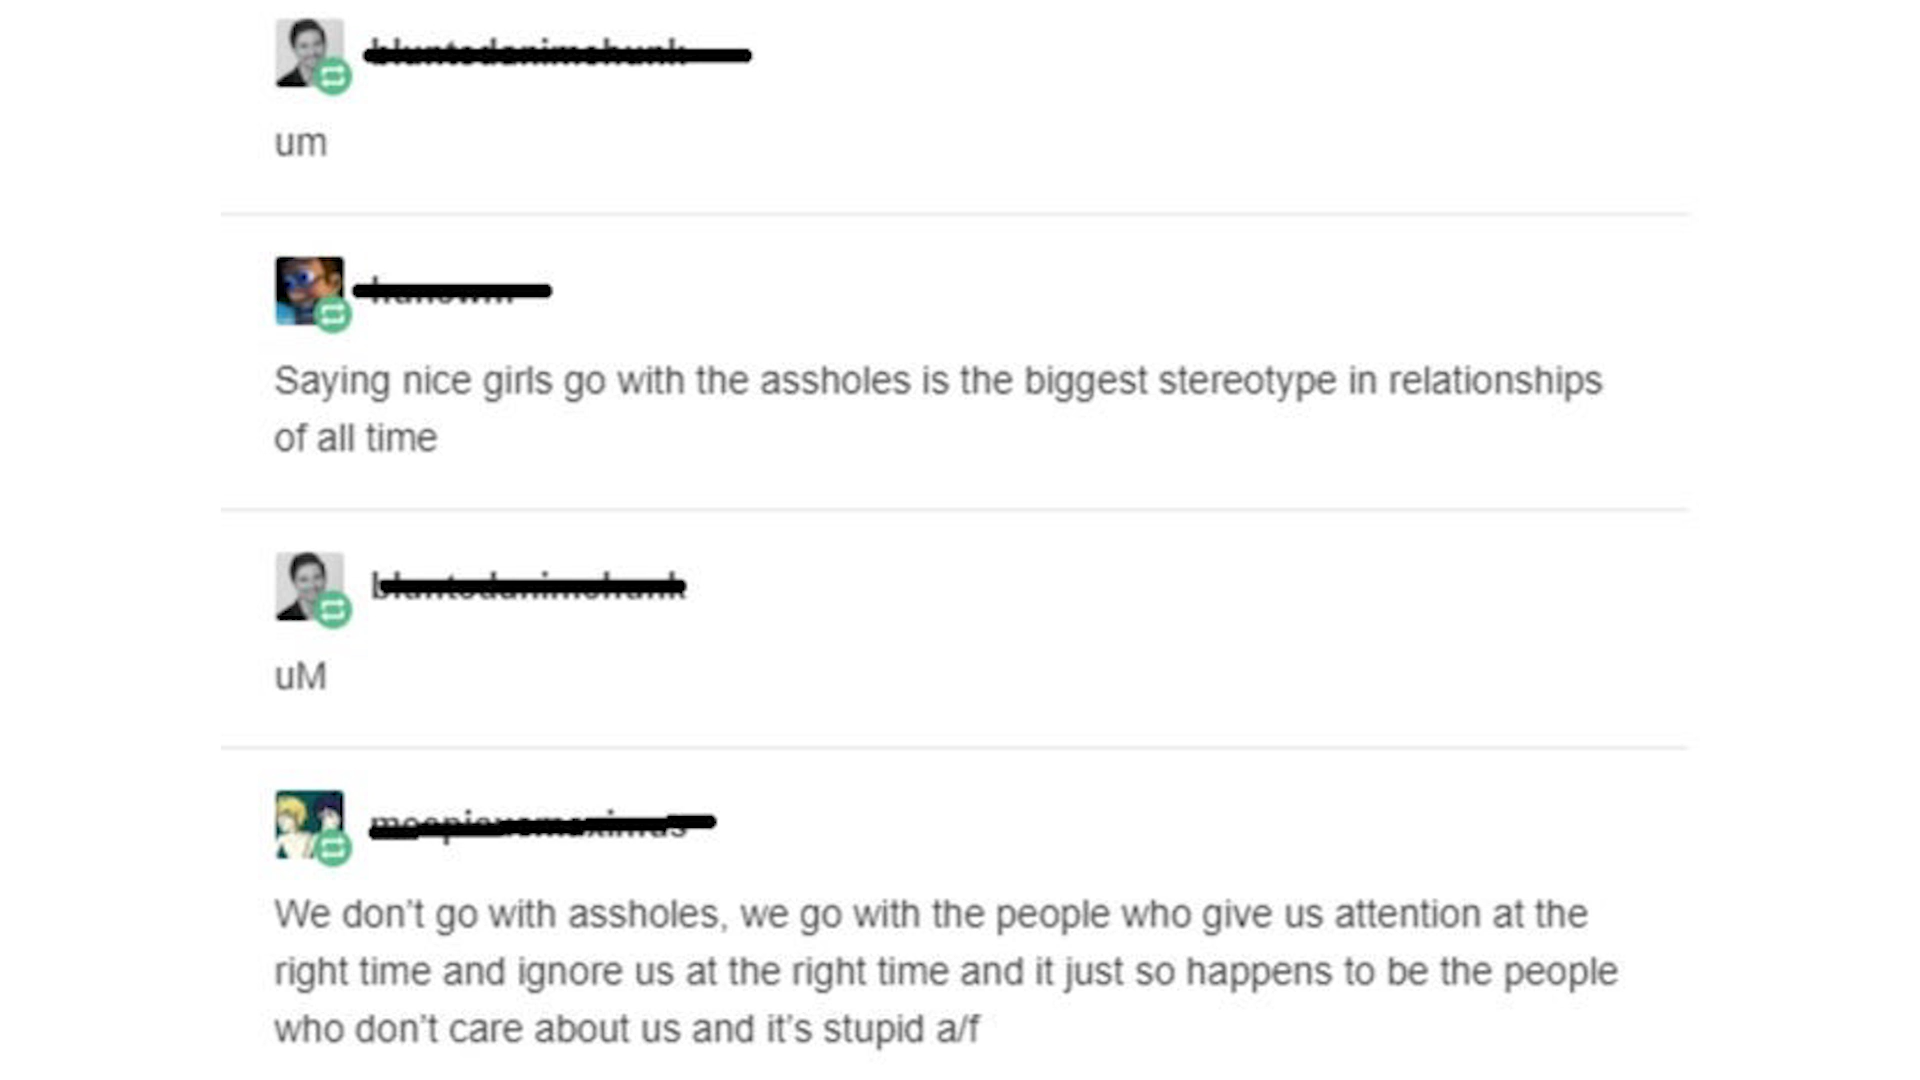 um
Saying nice girls go with the assholes is the biggest stereotype in relationships
of all time
uM
We don't go with assholes, we go with the people who give us attention at the
right time and ignore us at the right time and it just so happens to be the people
who don't care about us and it's stupid a/f